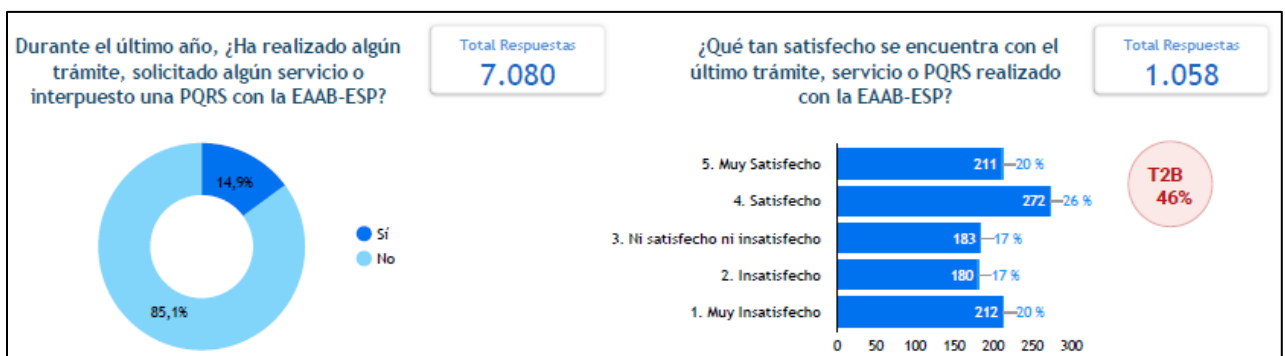 Durante el último año, ¿Ha realizado algún
trámite, solicitado algún servicio o
interpuesto una PQRS con la EAAB-ESP?
Total Respuestas
7.080
14,9%
85,1%
Sí
No
¿Qué tan satisfecho se encuentra con el
último trámite, servicio o PQRS realizado
con la EAAB-ESP?
Total Respuestas
1.058
5. Muy Satisfecho 211 20 %
4. Satisfecho 272 26 %
3. Ni satisfecho ni insatisfecho 183 17 %
2. Insatisfecho 180 17 %
1. Muy Insatisfecho 212 20 %
0 50 100 150 200 250 300
T2B
46%